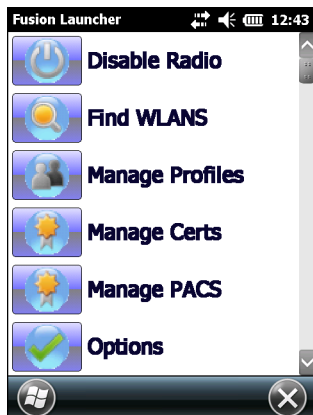 Fusion Launcher 12:43
Disable Radio
Find WLANS
Manage Profiles
Manage Certs
Manage PACS
Options